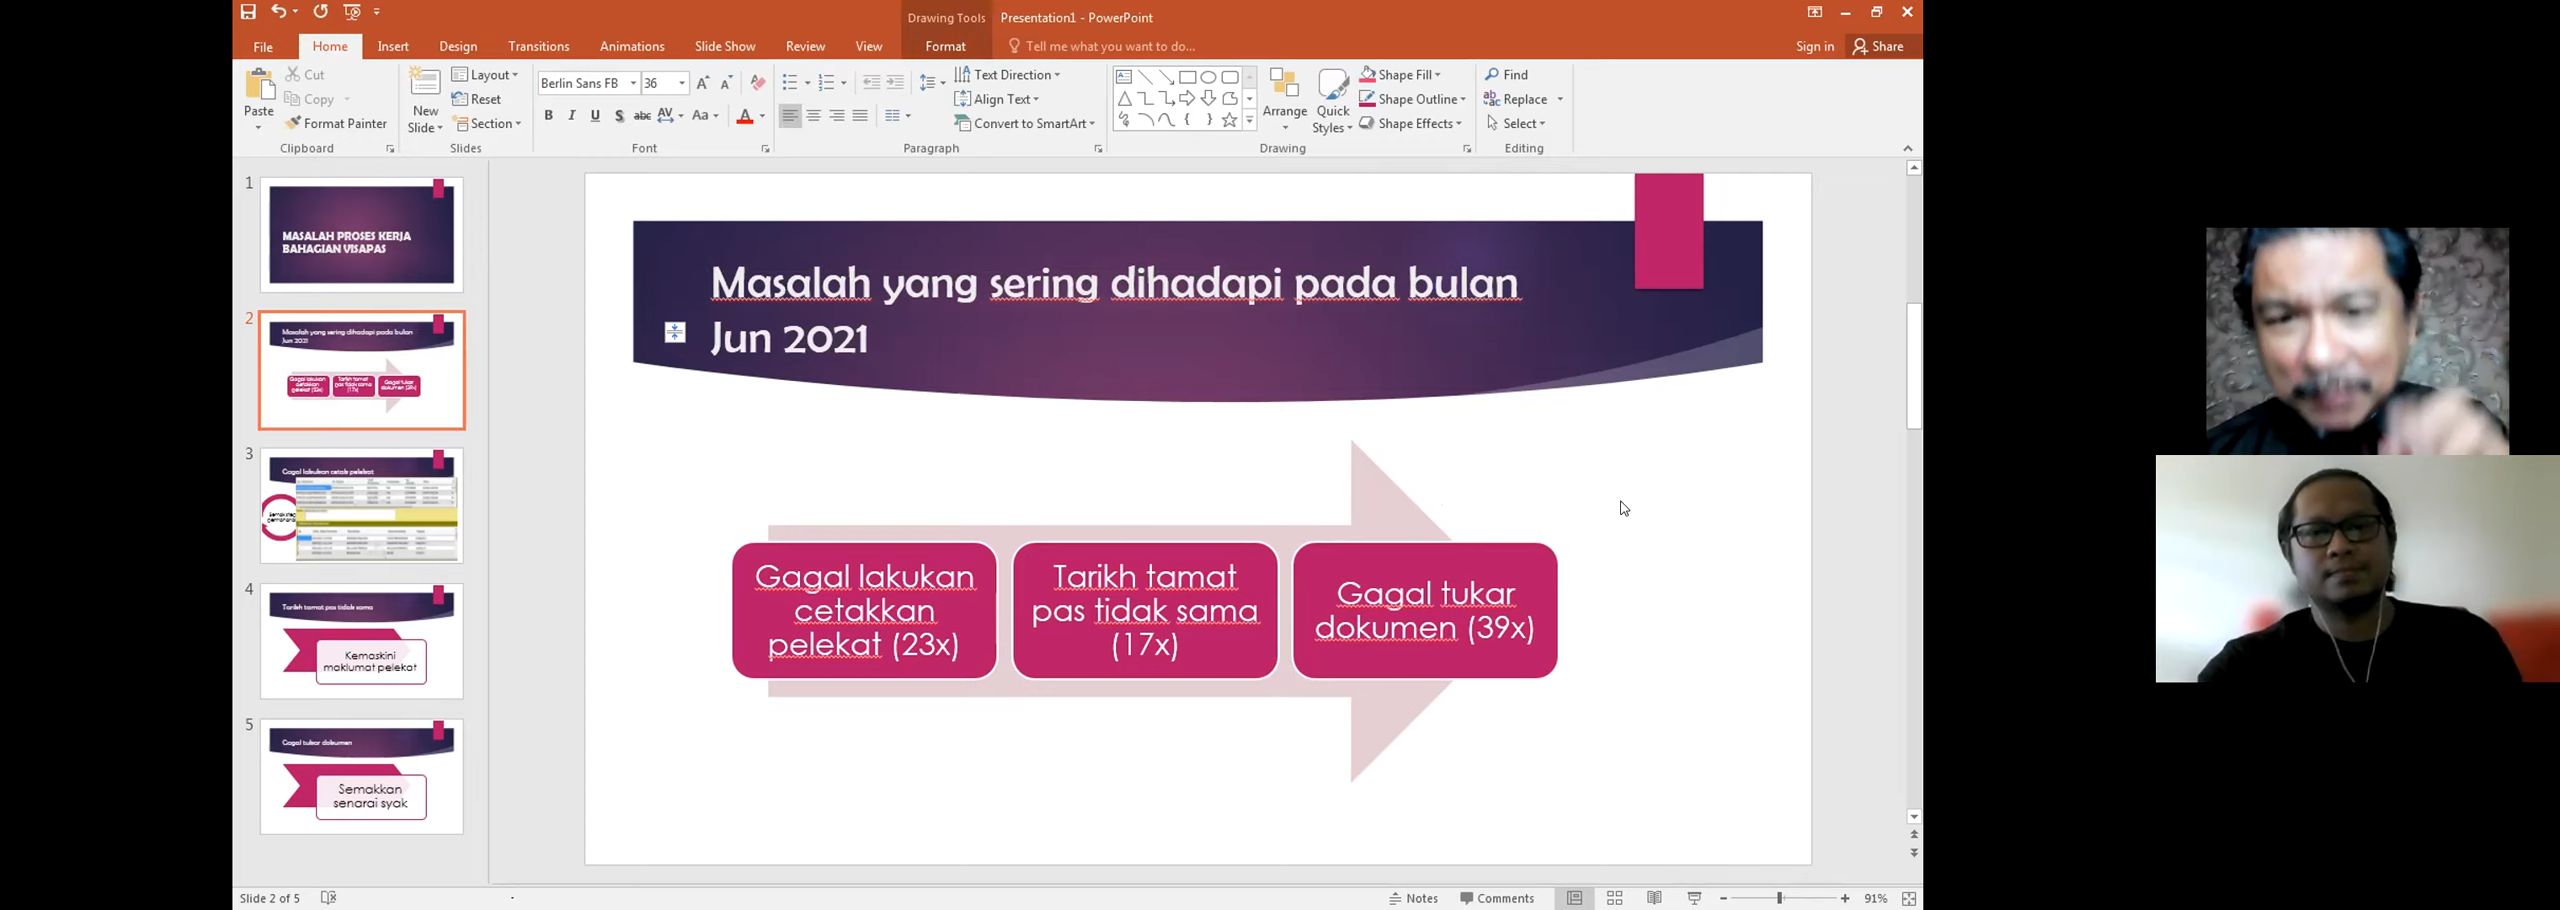 Drawing Tools
Presentation1 - PowerPoint
File
Home
Insert
Design
Transitions
Animations
Slide Show
Review
View
Format
Tell me what you want to do...
Sign in
Share
Paste
Cut
Copy
Format Painter
Clipboard
New
Slide
Layout
Reset
Section
Slides
Berlin Sans FB
36
B I U S abc AV Aa A
Font
Text Direction
Align Text
Convert to SmartArt
Paragraph
Arrange
Quick
Styles
Shape Fill
Shape Outline
Shape Effects
Drawing
Find
Replace
Select
Editing
1
MASALAH PROSES KERJA
BAHAGIAN VISAPAS
2
Masalah yang sering dihadapi pada bulan
Jun 2021
Gagal lakukan
cetakkan
pelekat (23x)
Tarikh tamat
pas tidak sama
(17x)
Gagal tukar
dokumen (39x)
3
Gagal lakukan cetak pelekat
4
Tarikh tamat pas tidak sama
Kemaskini
maklumat pelekat
5
Gagal tukar dokumen
Semakkan
senarai syak
Masalah yang sering dihadapi pada bulan
Jun 2021
Gagal lakukan
cetakkan
pelekat (23x)
Tarikh tamat
pas tidak sama
(17x)
Gagal tukar
dokumen (39x)
Slide 2 of 5
Notes
Comments
91%